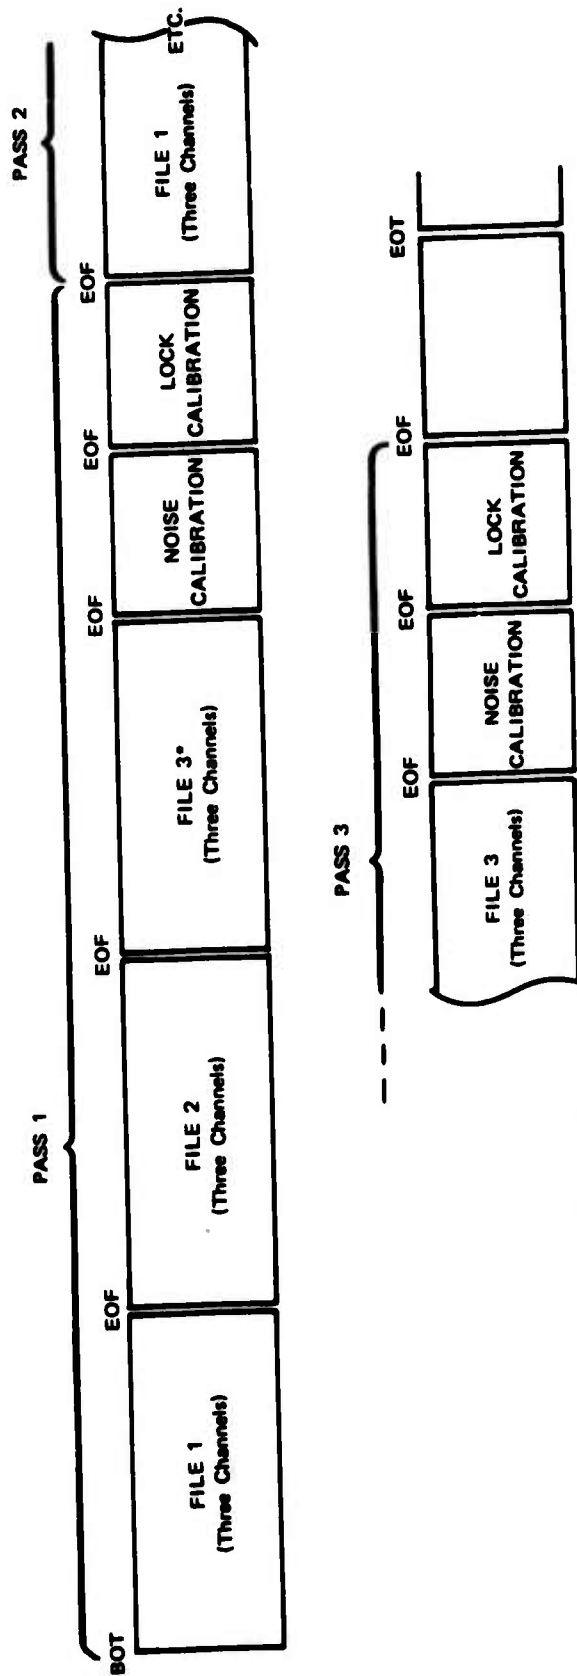 PASS 1
PASS 2
BOT
EOF
EOF
EOF
EOF
EOF
FILE 1
(Three Channels)
FILE 2
(Three Channels)
FILE 3*
(Three Channels)
NOISE
CALIBRATION
LOCK
CALIBRATION
FILE 1
(Three Channels)
ETC.
PASS 3
EOF
EOF
EOF
EOT
FILE 3
(Three Channels)
NOISE
CALIBRATION
LOCK
CALIBRATION